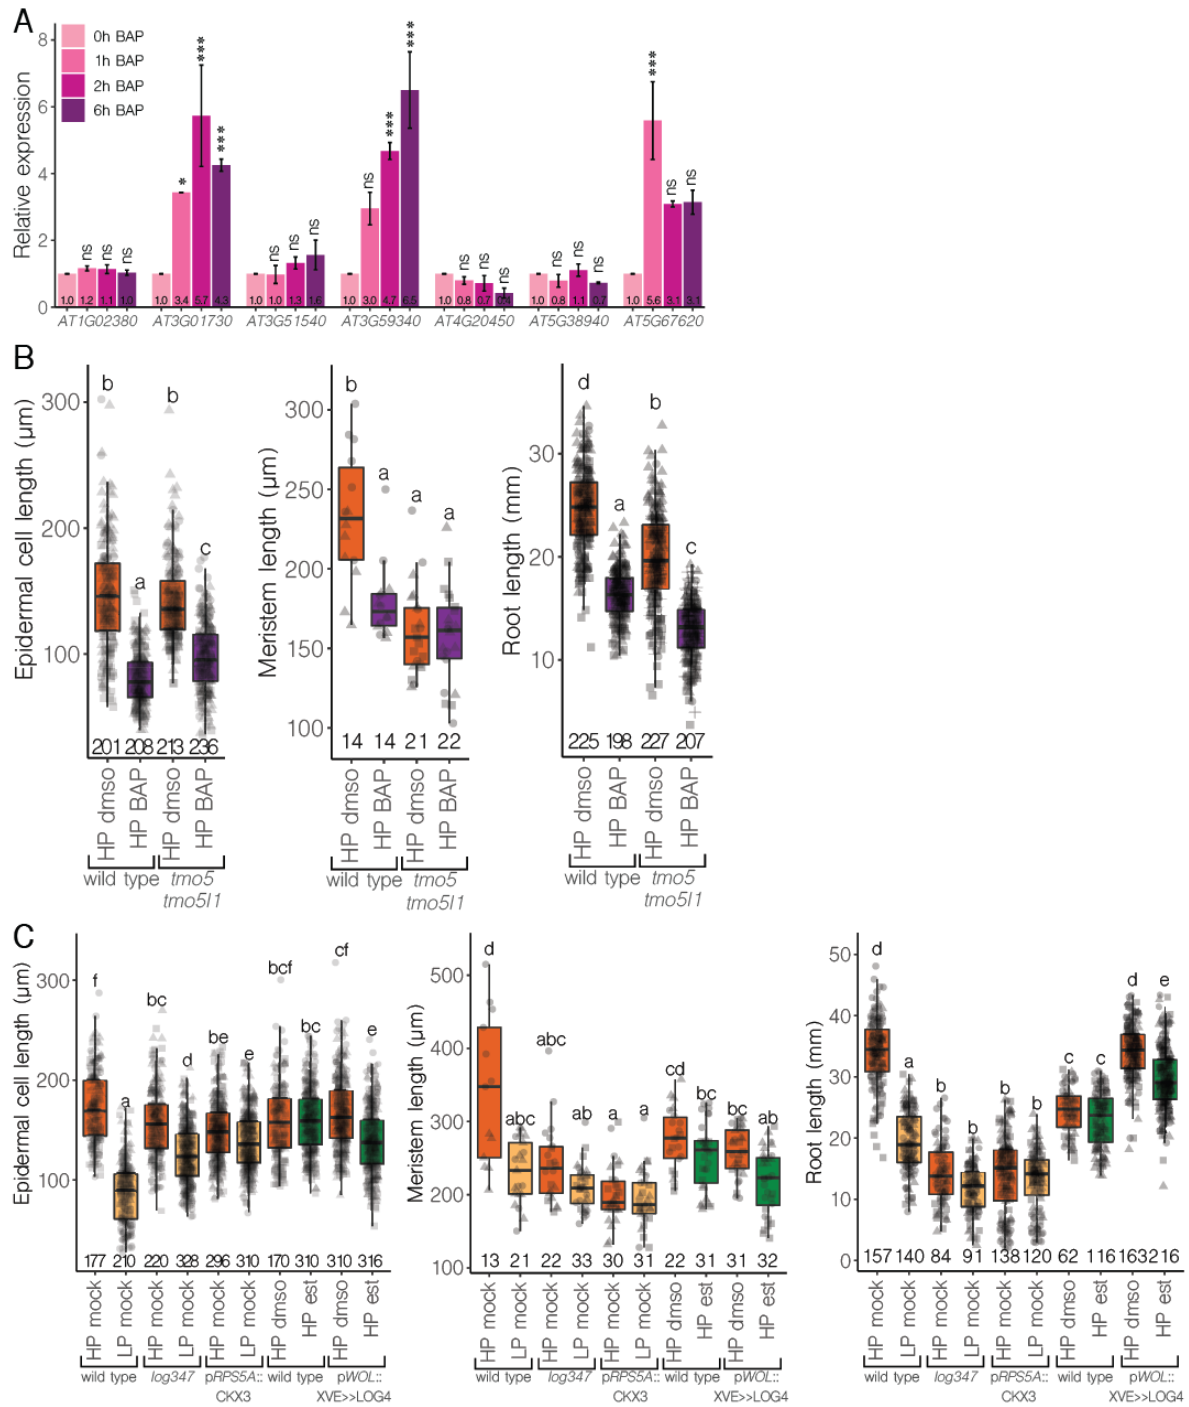 A
0h BAP
1h BAP
2h BAP
6h BAP
Relative expression
8
6
4
2
0
ns ns ns
* *** ***
ns ns ns
ns *** ***
ns ns ns
ns ns ns
*** ns ns
1.0 1.2 1.1 1.0 1.0 3.4 5.7 4.3 1.0 1.0 1.3 1.6 1.0 3.0 4.7 6.5 1.0 0.8 0.7 0.4 1.0 0.8 1.1 0.7 1.0 5.6 3.1 3.1
AT1G02380 AT3G01730 AT3G51540 AT3G59340 AT4G20450 AT5G38940 AT5G67620
B
Epidermal cell length (µm)
300
200
100
b a b c
201 208 213 236
HP dmso HP BAP HP dmso HP BAP
wild type tmo5
tmo5l1
Meristem length (µm)
300
250
200
150
100
b a a a
14 14 21 22
HP dmso HP BAP HP dmso HP BAP
wild type tmo5
tmo5l1
Root length (mm)
30
20
10
d a b c
225 198 227 207
HP dmso HP BAP HP dmso HP BAP
wild type tmo5
tmo5l1
C
Epidermal cell length (µm)
300
200
100
f a bc d be e bcf bc cf e
177 210 220 328 296 310 170 310 310 316
HP mock LP mock HP mock LP mock HP mock LP mock HP dmso HP est HP dmso HP est
wild type log347 pRPS5A:: wild type pWOL::
CKX3 XVE>>LOG4
Meristem length (µm)
500
400
300
200
100
d abc abc ab a a cd bc bc ab
13 21 22 33 30 31 22 31 31 32
HP mock LP mock HP mock LP mock HP mock LP mock HP dmso HP est HP dmso HP est
wild type log347 pRPS5A:: wild type pWOL::
CKX3 XVE>>LOG4
Root length (mm)
50
40
30
20
10
0
d a b b b b c c d e
157 140 84 91 138 120 62 116 163 216
HP mock LP mock HP mock LP mock HP mock LP mock HP dmso HP est HP dmso HP est
wild type log347 pRPS5A:: wild type pWOL::
CKX3 XVE>>LOG4